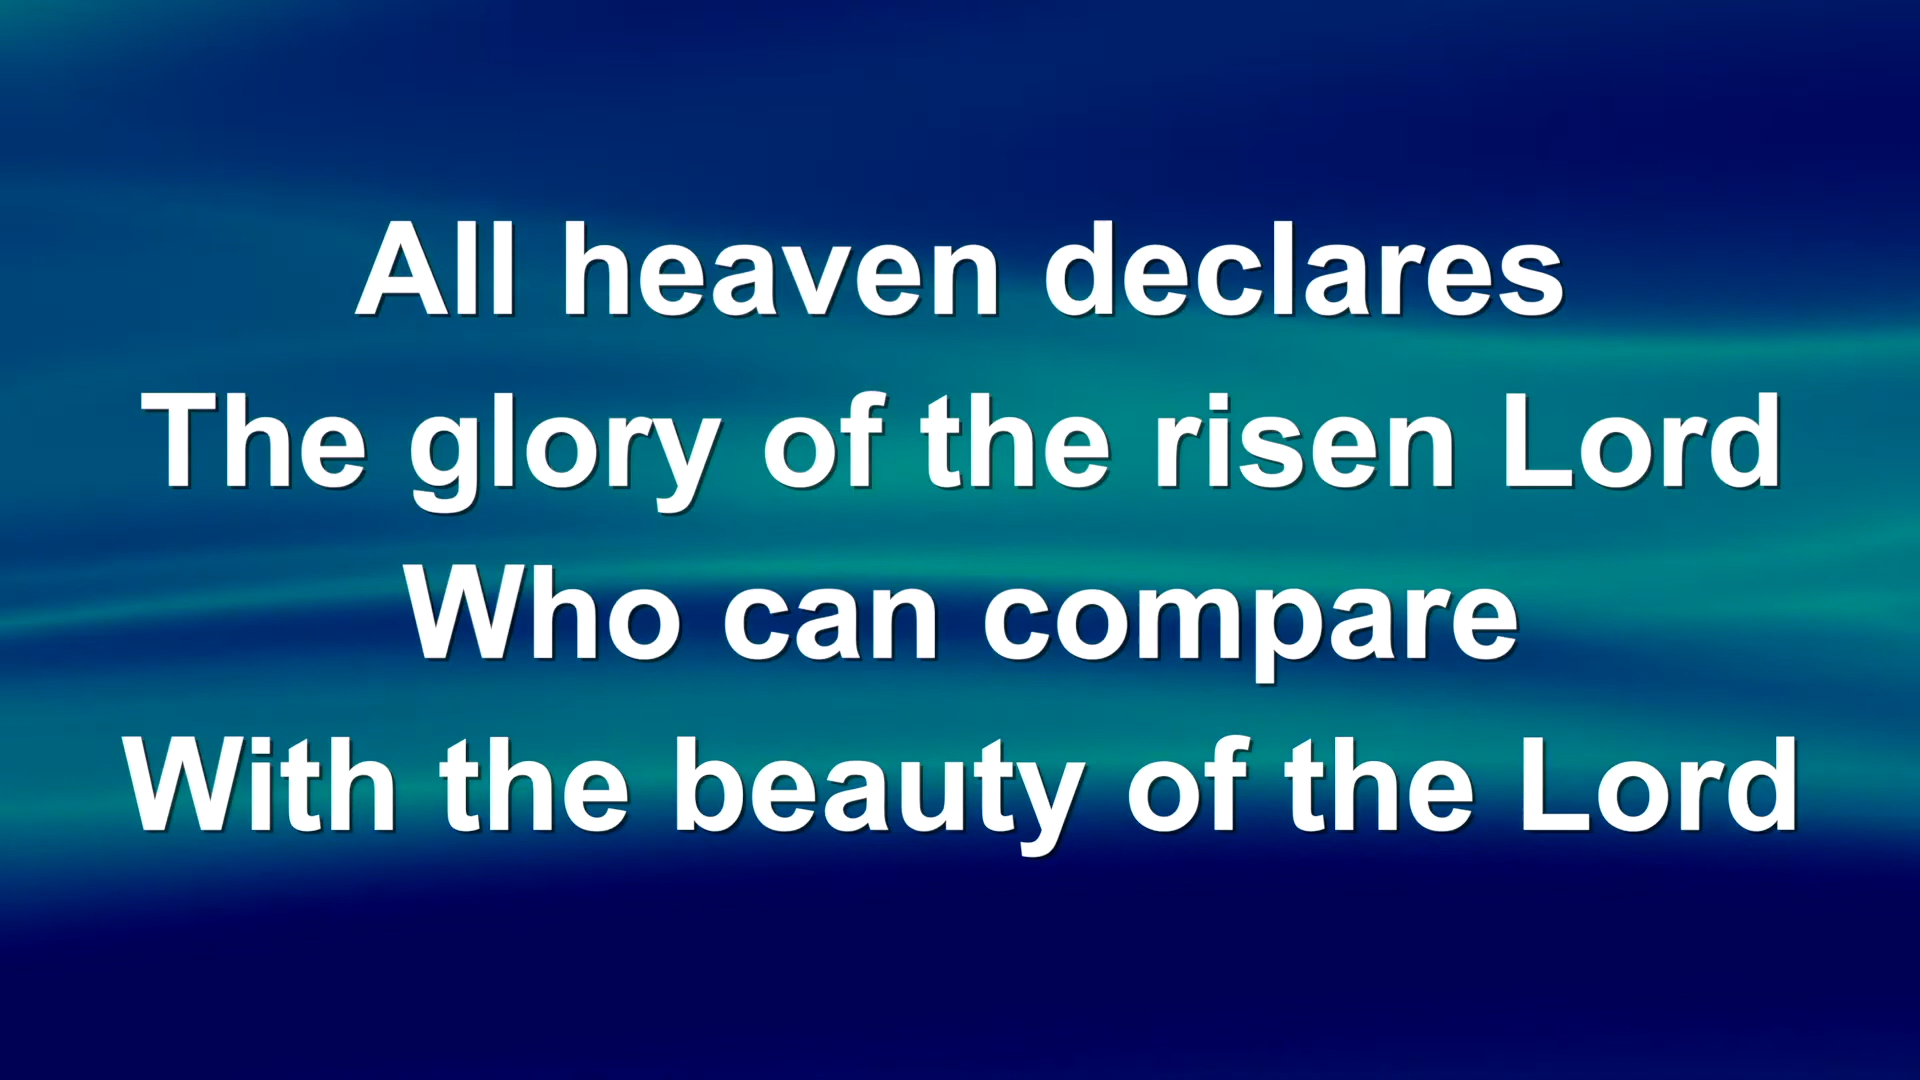 All heaven declares
The glory of the risen Lord
Who can compare
With the beauty of the Lord